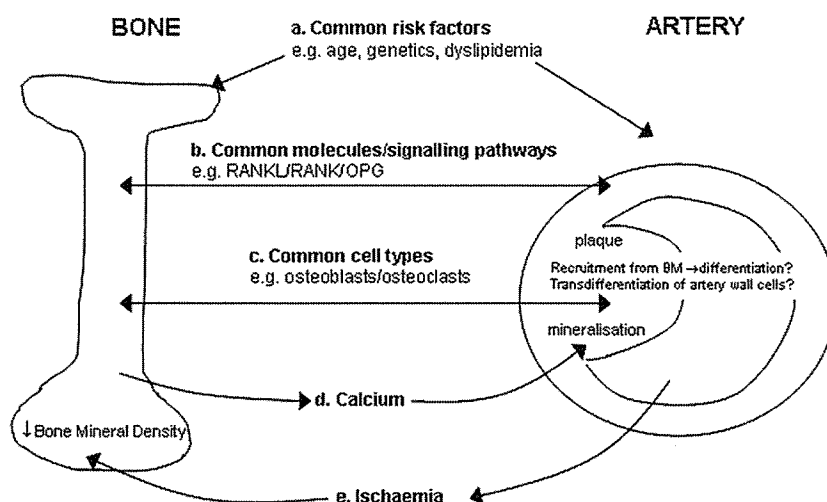 BONE
ARTERY
a. Common risk factors
e.g. age, genetics, dyslipidemia
b. Common molecules/signalling pathways
e.g. RANKL/RANK/OPG
c. Common cell types
e.g. osteoblasts/osteoclasts
plaque
Recruitment from BM →differentiation?
Transdifferentiation of artery wall cells?
mineralisation
d. Calcium
↓Bone Mineral Density
e. Ischaemia